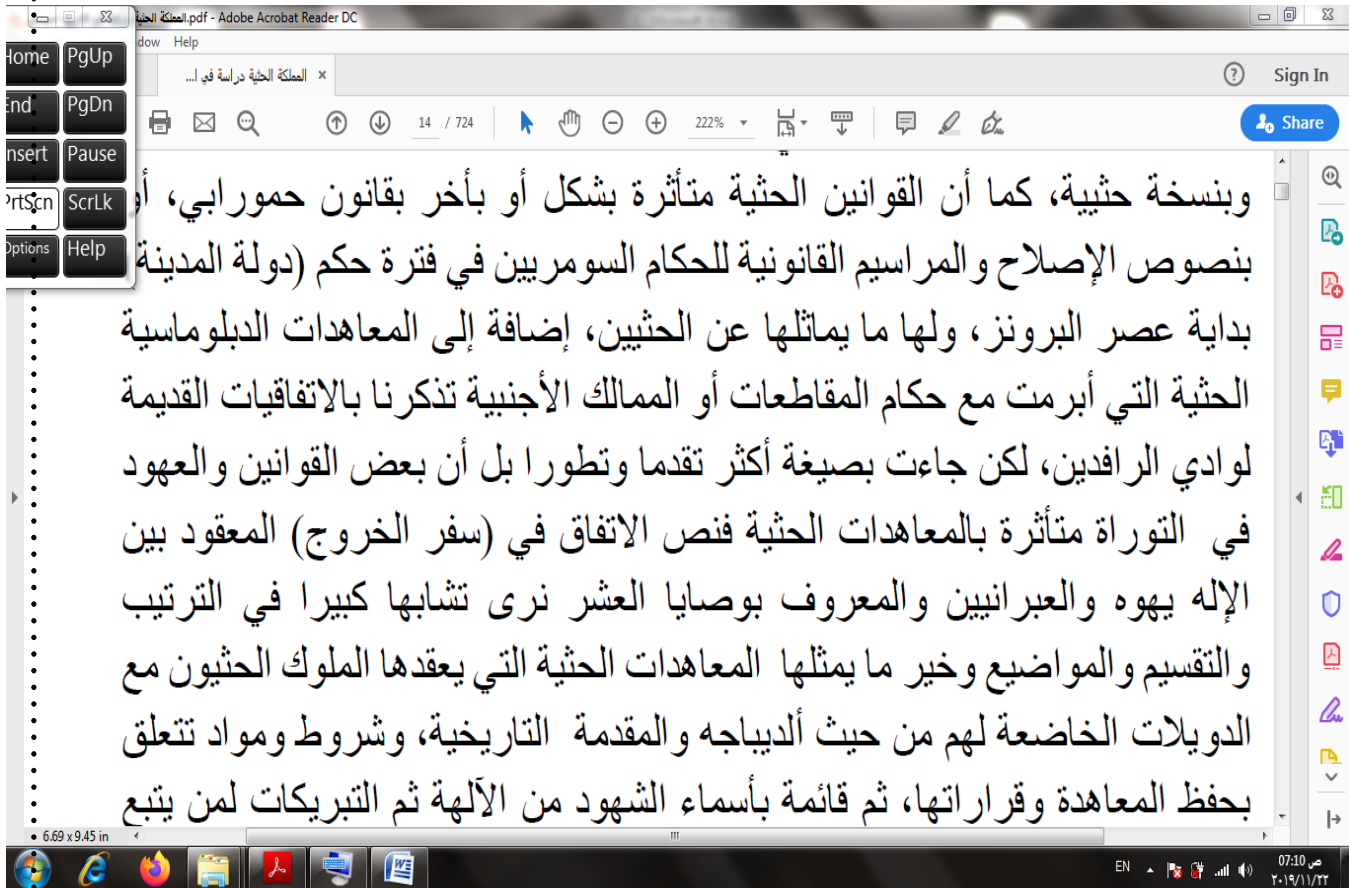 المملكة الحثية.pdf - Adobe Acrobat Reader DC
dow Help
المملكة الحثية دراسة في ا... ×
Sign In
14 / 724
222%
Share
Home PgUp
End PgDn
Insert Pause
PrtScn ScrLk
Options Help
وبنسخة حثيية، كما أن القوانين الحثية متأثرة بشكل أو بأخر بقانون حمورابي، أو
بنصوص الإصلاح والمراسيم القانونية للحكام السومريين في فترة حكم (دولة المدينة
بداية عصر البرونز، ولها ما يماثلها عن الحثيين، إضافة إلى المعاهدات الدبلوماسية
الحثية التي أبرمت مع حكام المقاطعات أو الممالك الأجنبية تذكرنا بالاتفاقيات القديمة
لوادي الرافدين، لكن جاءت بصيغة أكثر تقدما وتطورا بل أن بعض القوانين والعهود
في التوراة متأثرة بالمعاهدات الحثية فنص الاتفاق في (سفر الخروج) المعقود بين
الإله يهوه والعبرانيين والمعروف بوصايا العشر نرى تشابها كبيرا في الترتيب
والتقسيم والمواضيع وخير ما يمثلها المعاهدات الحثية التي يعقدها الملوك الحثيون مع
الدويلات الخاضعة لهم من حيث ألديباجه والمقدمة التاريخية، وشروط ومواد تتعلق
بحفظ المعاهدة وقراراتها، ثم قائمة بأسماء الشهود من الآلهة ثم التبريكات لمن يتبع
6.69 x 9.45 in
EN
07:10 ص
٢٠١٩/١١/٢٢